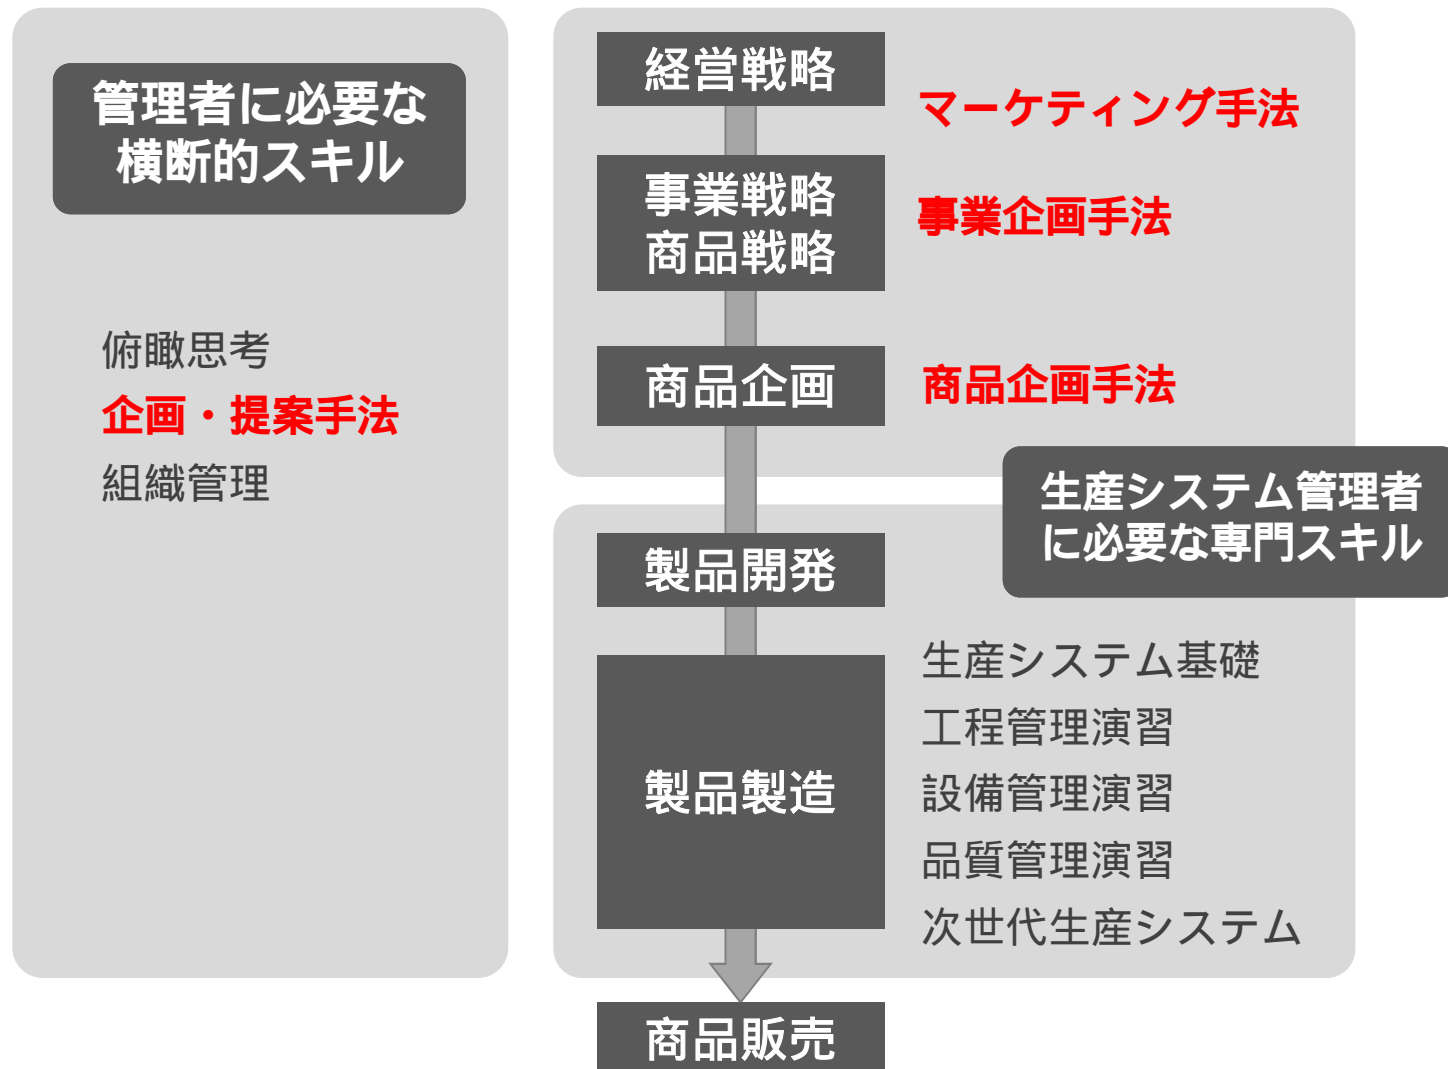 管理者に必要な
横断的スキル
俯瞰思考
企画・提案手法
組織管理
経営戦略
マーケティング手法
事業戦略
商品戦略
事業企画手法
商品企画
商品企画手法
生産システム管理者
に必要な専門スキル
製品開発
製品製造
生産システム基礎
工程管理演習
設備管理演習
品質管理演習
次世代生産システム
商品販売